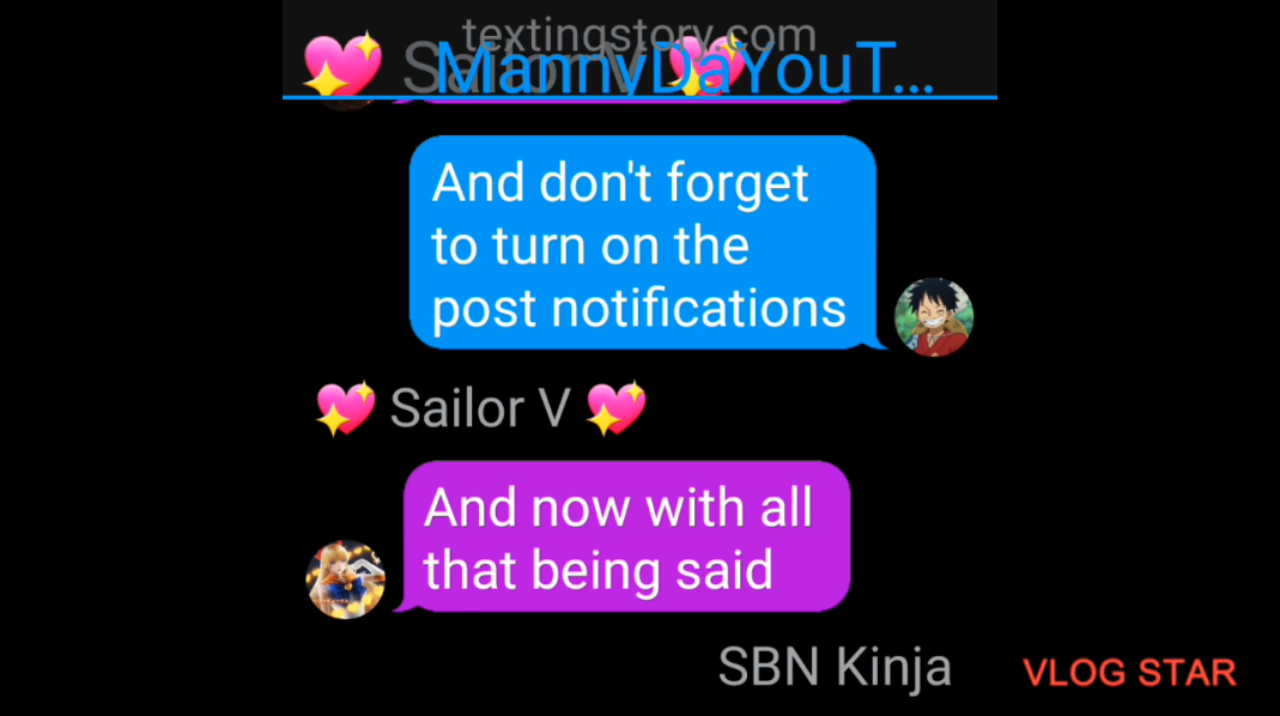 textingstory.com
💖 Sailor V 💖
MannyDaYouT...
And don't forget
to turn on the
post notifications
💖 Sailor V 💖
And now with all
that being said
SBN Kinja
VLOG STAR